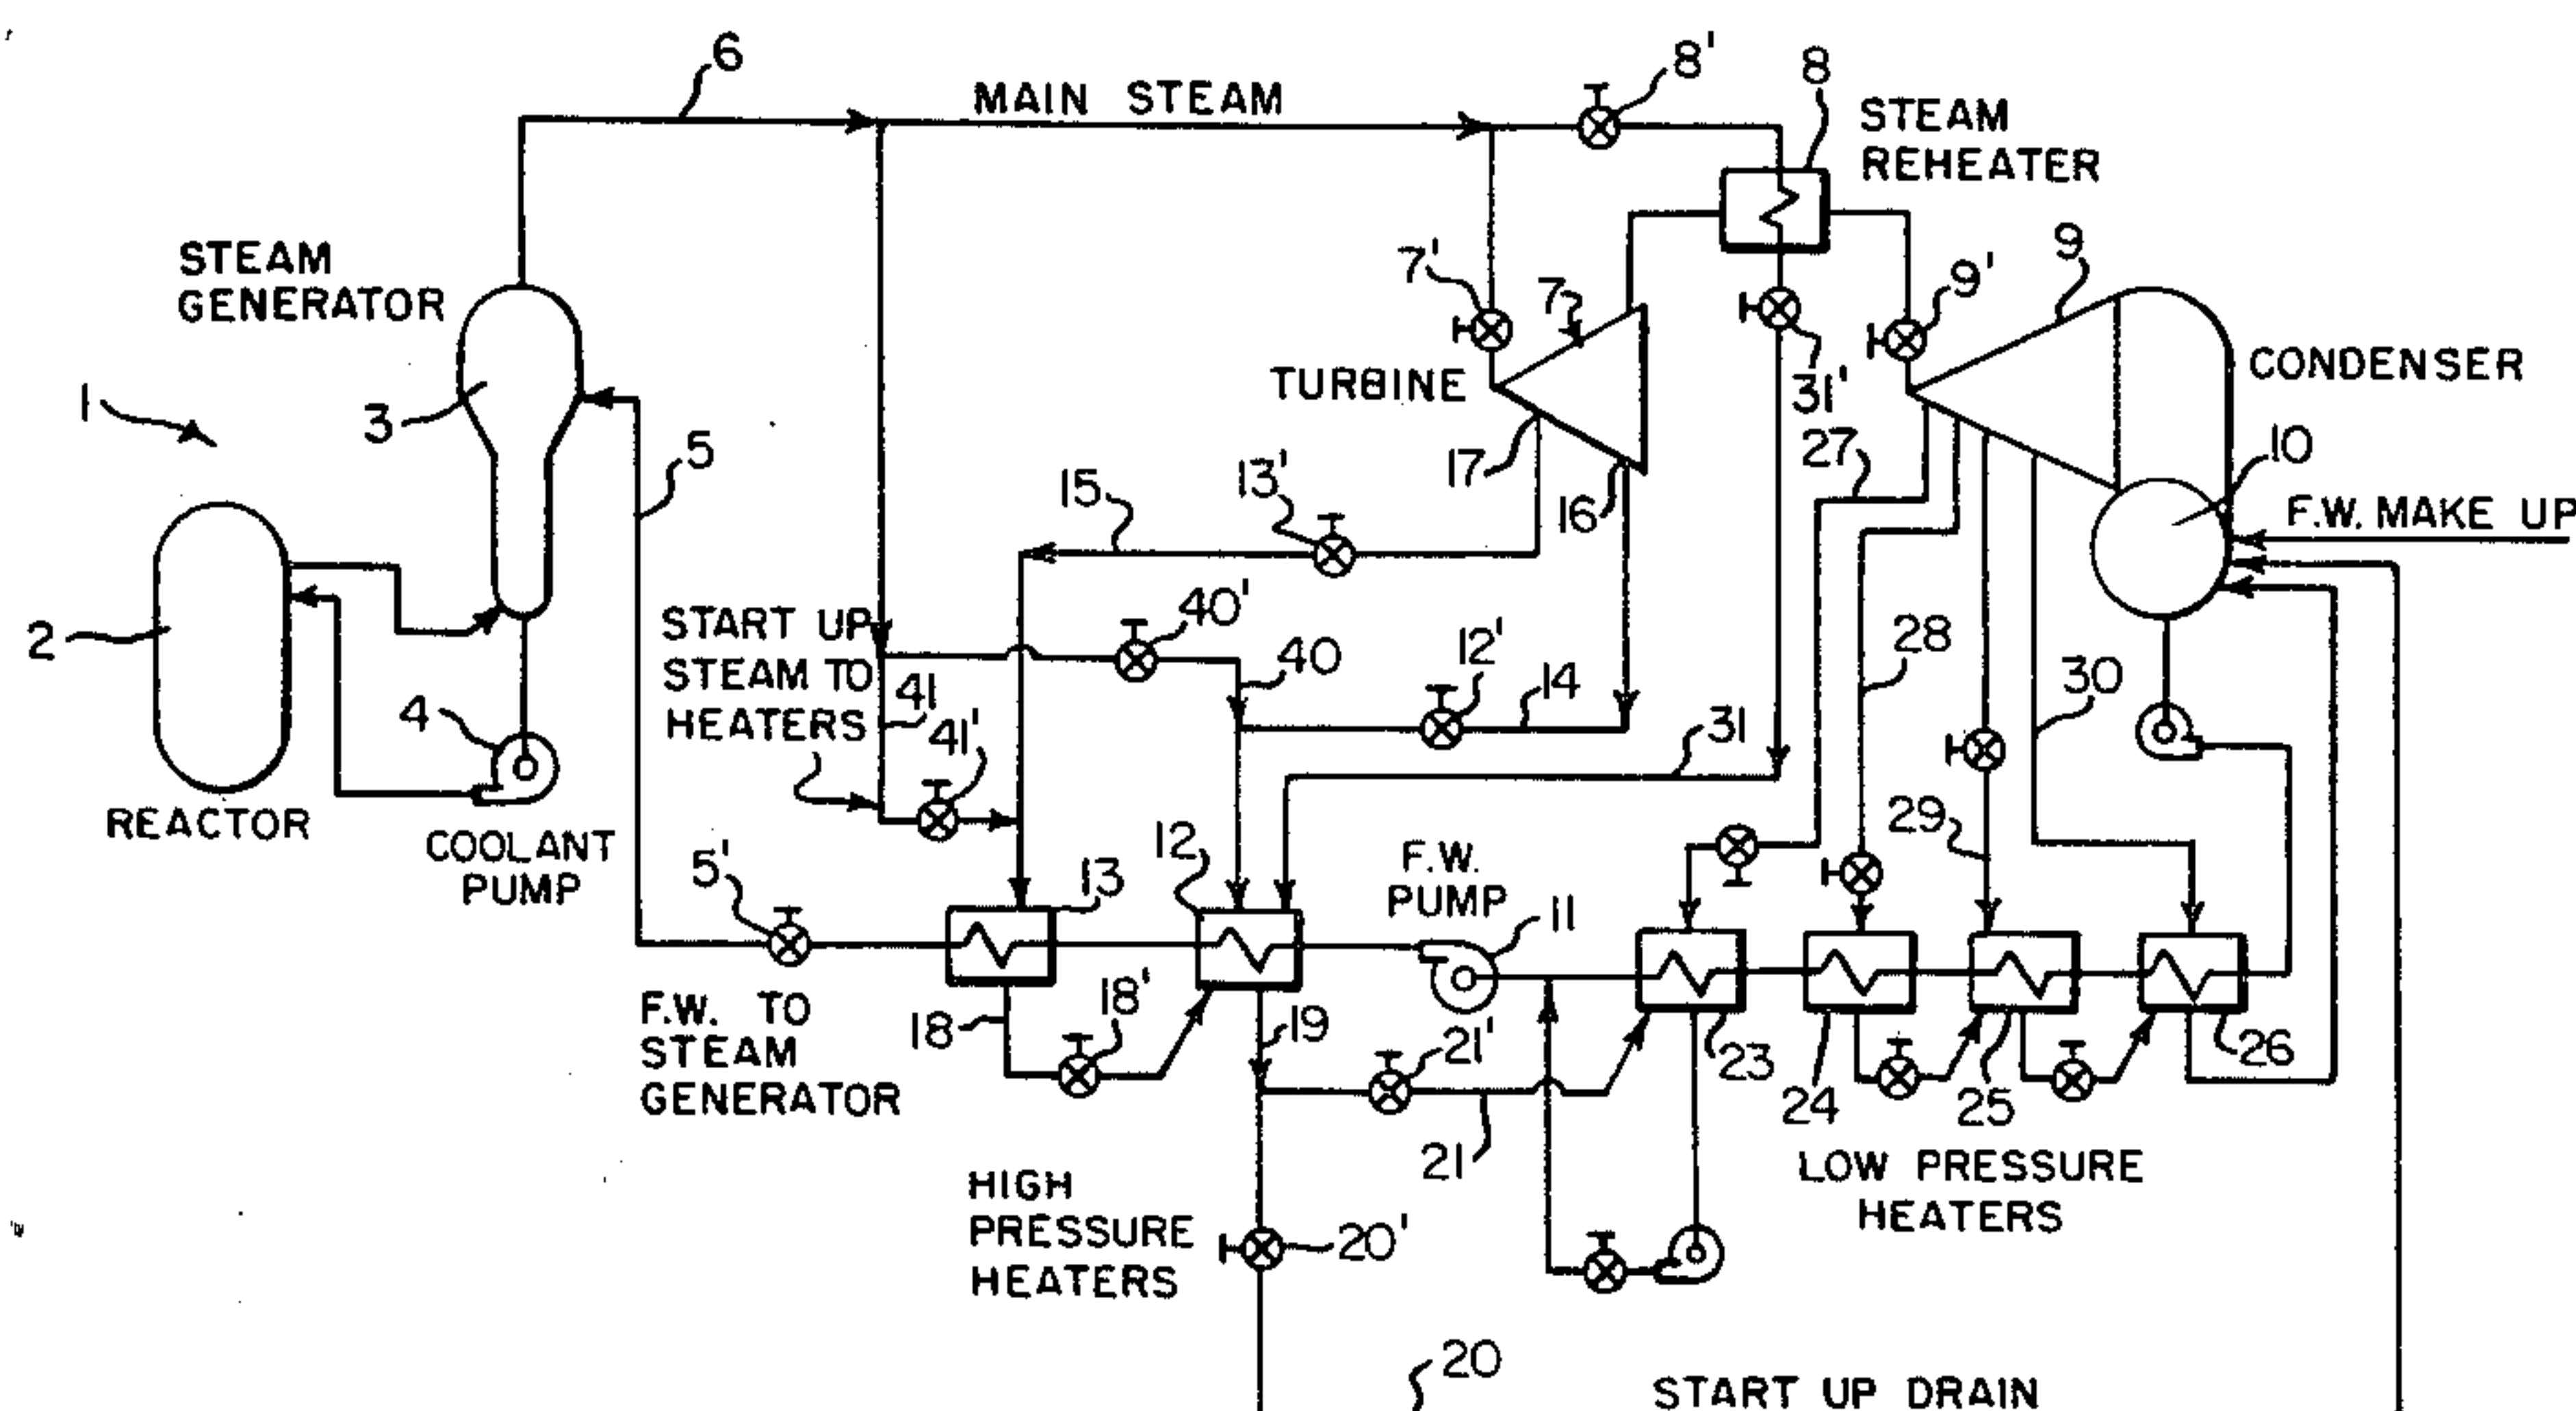 6
MAIN STEAM
8'
8
STEAM
REHEATER
STEAM
GENERATOR
7'
7
9'
9
1
3
5
TURBINE
31'
CONDENSER
17
16
27
10
15
13'
F.W. MAKE UP
2
START UP
STEAM TO
HEATERS
40'
40
12'
14
28
30
4
41
41'
31
REACTOR
COOLANT
PUMP
5'
13
12
F.W.
PUMP
11
29
F.W. TO
STEAM
GENERATOR
18
18'
19
21'
21
23
24
25
26
HIGH
PRESSURE
HEATERS
20'
LOW PRESSURE
HEATERS
20
START UP DRAIN